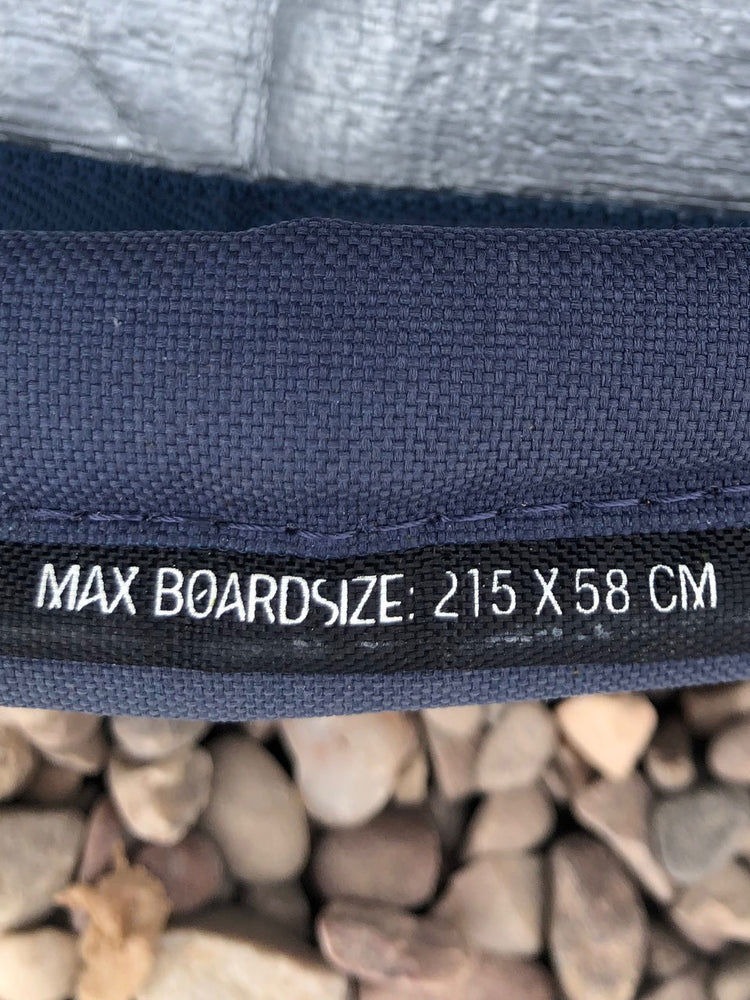 MAX BOARDSIZE: 215 X 58 CM